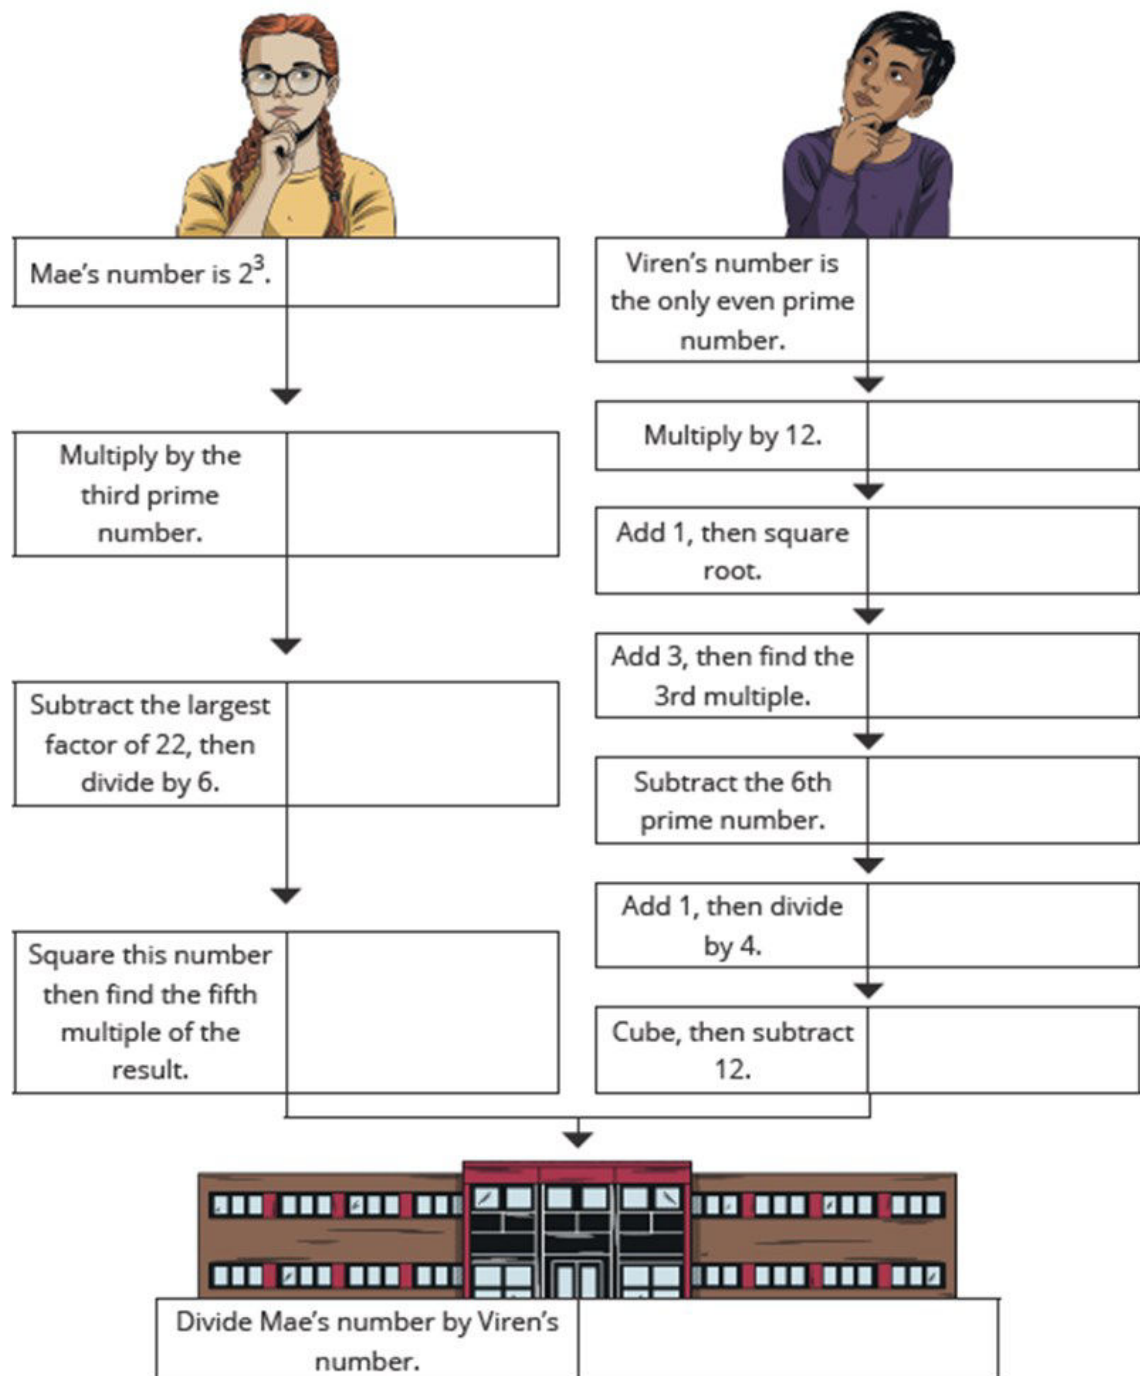 Mae's number is 2³.
Multiply by the
third prime
number.
Subtract the largest
factor of 22, then
divide by 6.
Square this number
then find the fifth
multiple of the
result.
Viren's number is
the only even prime
number.
Multiply by 12.
Add 1, then square
root.
Add 3, then find the
3rd multiple.
Subtract the 6th
prime number.
Add 1, then divide
by 4.
Cube, then subtract
12.
Divide Mae's number by Viren's
number.